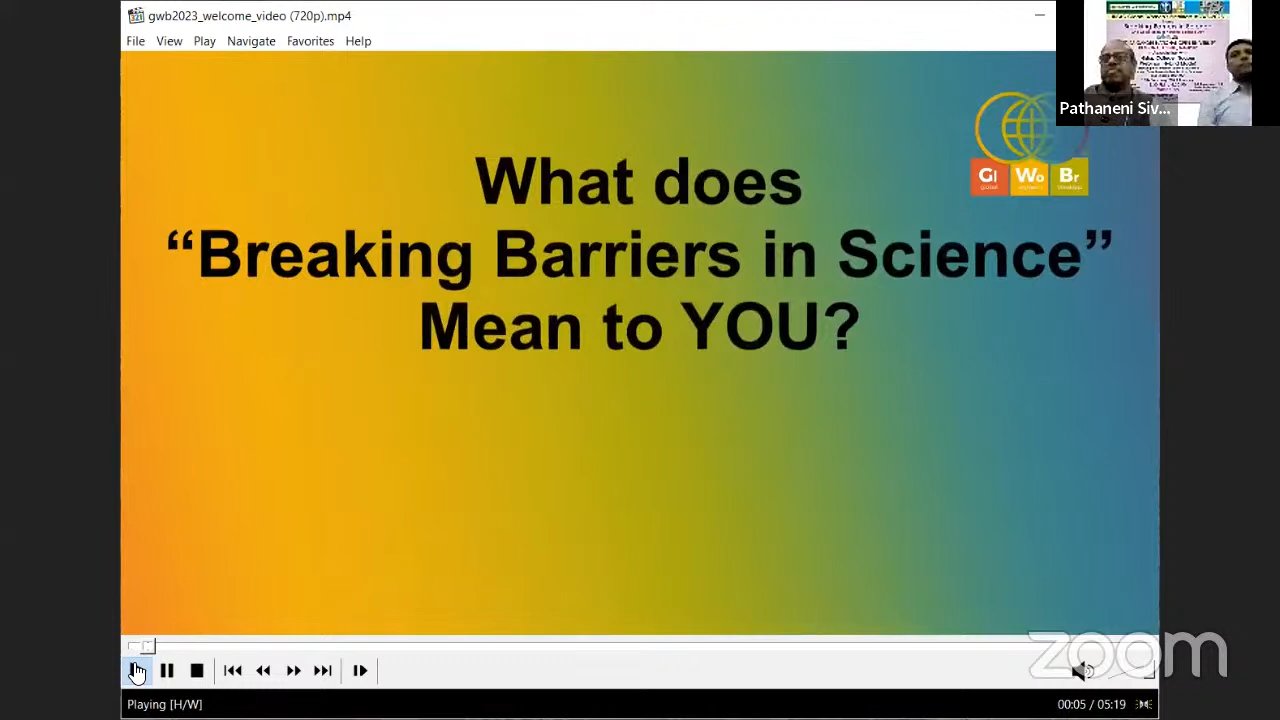 gwb2023_welcome_video (720p).mp4
File View Play Navigate Favorites Help
Pathaneni Siv...
Gl Wo Br
global
What does
“Breaking Barriers in Science”
Mean to YOU?
zoom
Playing [H/W]
00:05 / 05:19